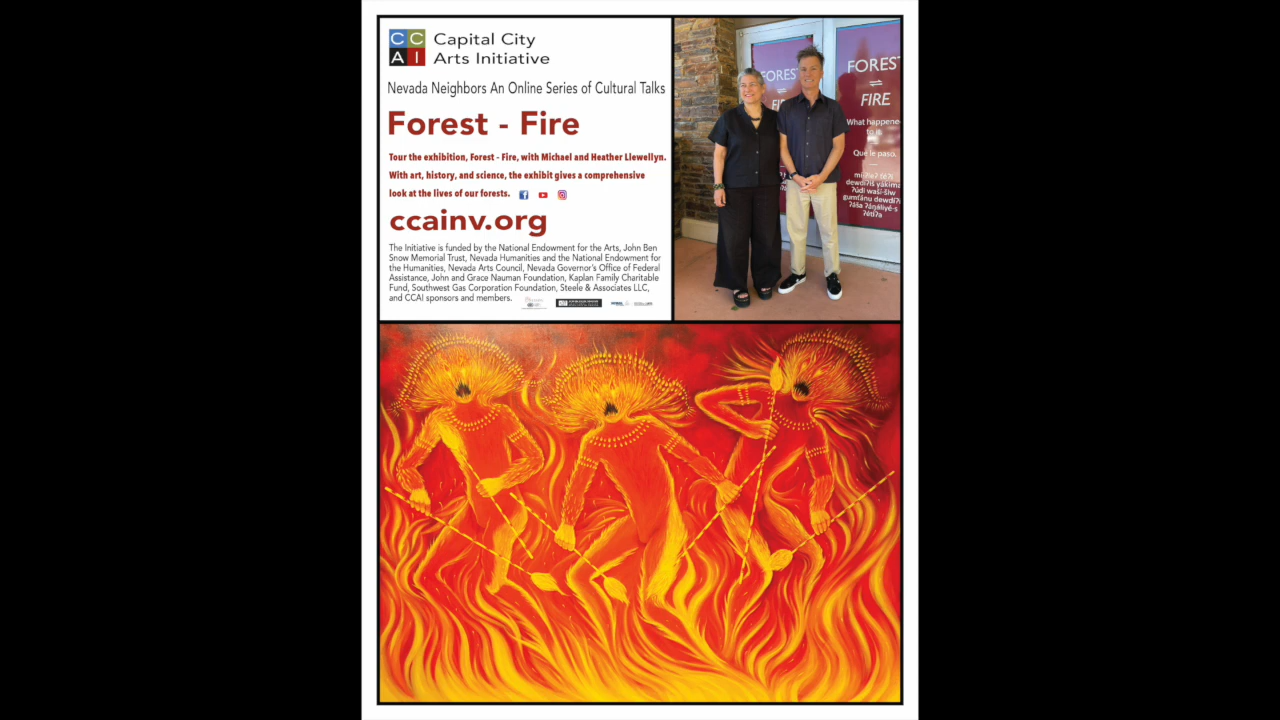 CC
AI
Capital City
Arts Initiative
Nevada Neighbors An Online Series of Cultural Talks
Forest - Fire
Tour the exhibition, Forest - Fire, with Michael and Heather Llewellyn.
With art, history, and science, the exhibit gives a comprehensive
look at the lives of our forests.
ccainv.org
The Initiative is funded by the National Endowment for the Arts, John Ben
Snow Memorial Trust, Nevada Humanities and the National Endowment for
the Humanities, Nevada Arts Council, Nevada Governor's Office of Federal
Assistance, John and Grace Nauman Foundation, Kaplan Family Charitable
Fund, Southwest Gas Corporation Foundation, Steele & Associates LLC,
and CCAI sponsors and members.
FOREST
FOREST
⇌
FIRE
What happene
to it.
Qué le pasó.